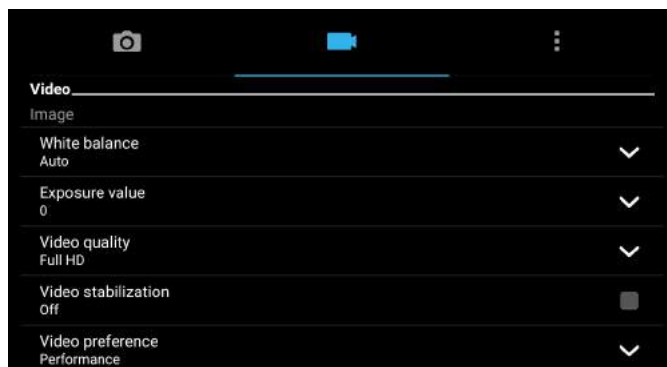 Video
Image
White balance
Auto
Exposure value
0
Video quality
Full HD
Video stabilization
Off
Video preference
Performance